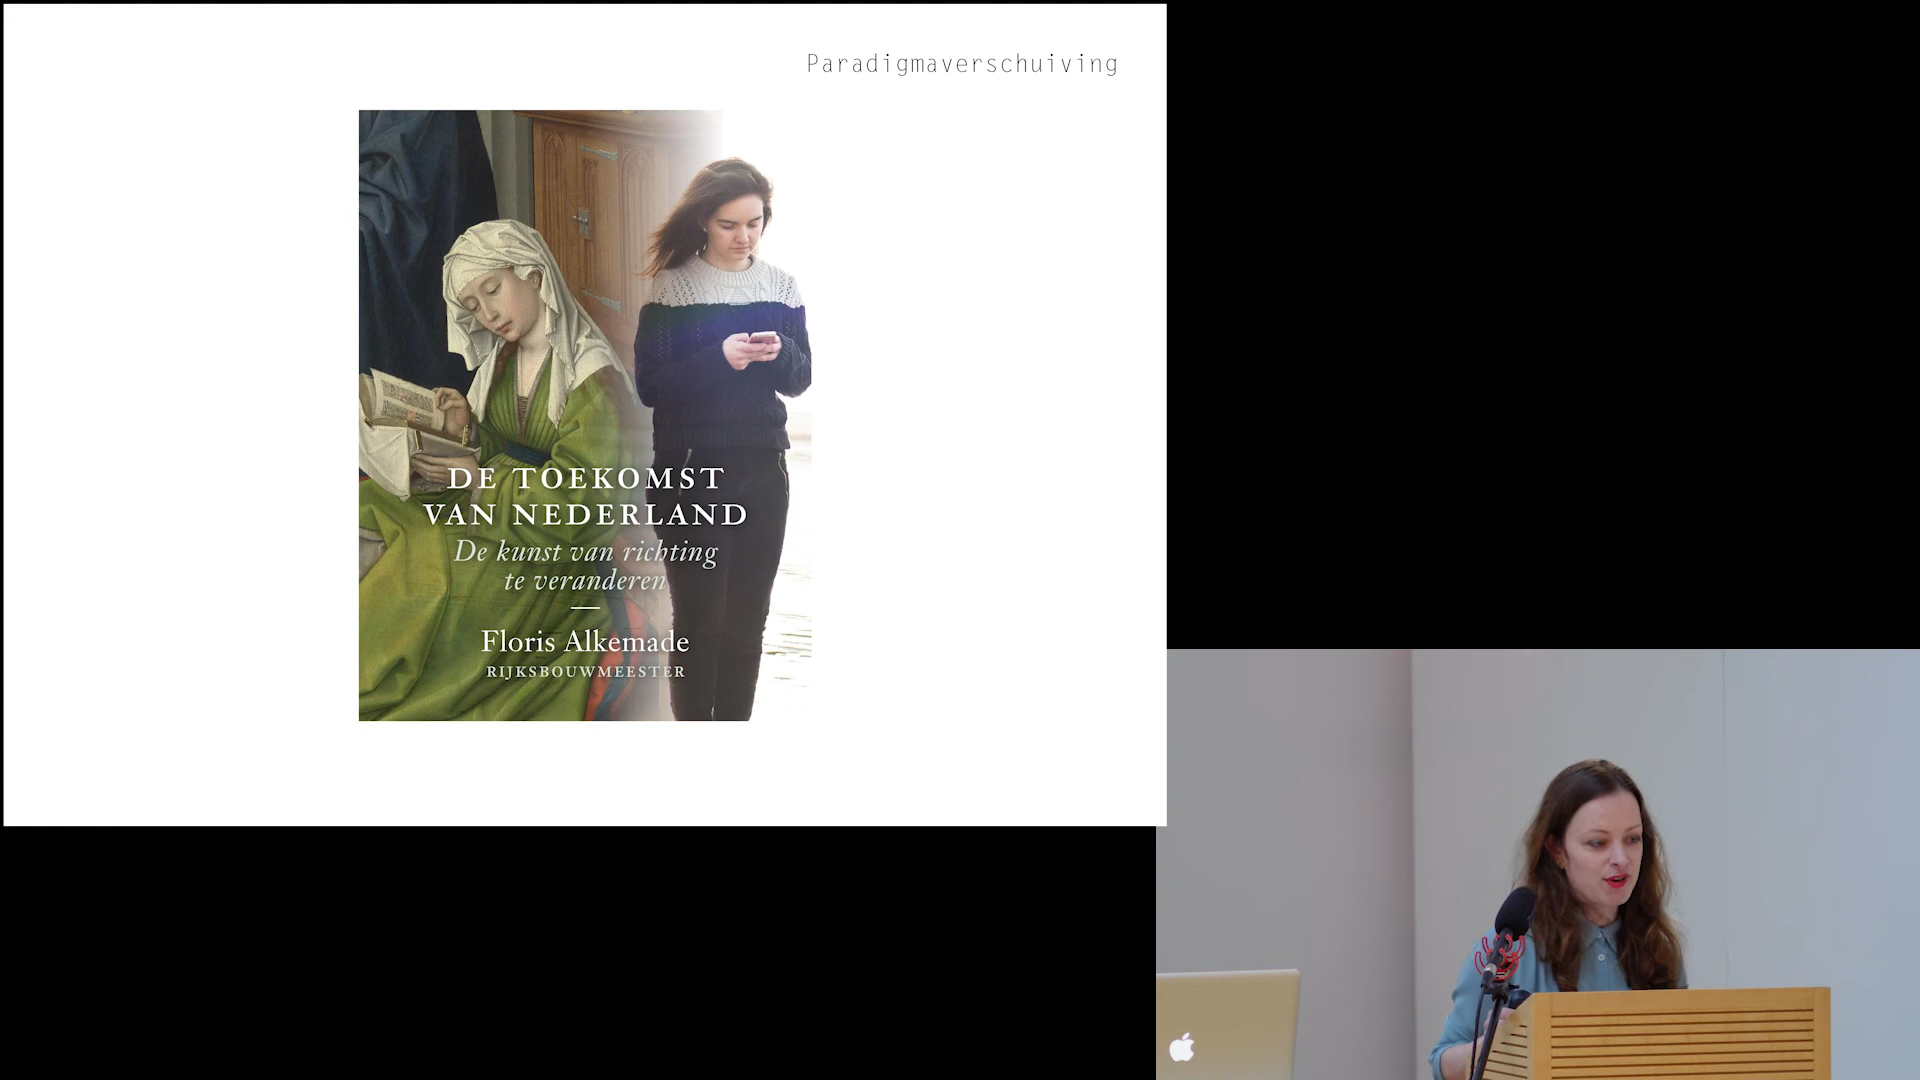 Paradigmaverschuiving
DE TOEKOMST
VAN NEDERLAND
De kunst van richting
te veranderen
Floris Alkemade
RIJKSBOUWMEESTER